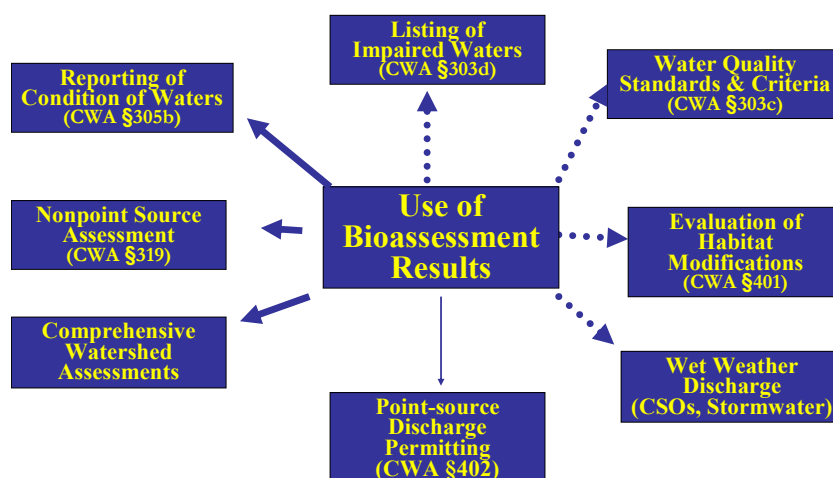 Listing of
Impaired Waters
(CWA §303d)
Reporting of
Condition of Waters
(CWA §305b)
Water Quality
Standards & Criteria
(CWA §303c)
Use of
Bioassessment
Results
Nonpoint Source
Assessment
(CWA §319)
Evaluation of
Habitat
Modifications
(CWA §401)
Comprehensive
Watershed
Assessments
Wet Weather
Discharge
(CSOs, Stormwater)
Point-source
Discharge
Permitting
(CWA §402)